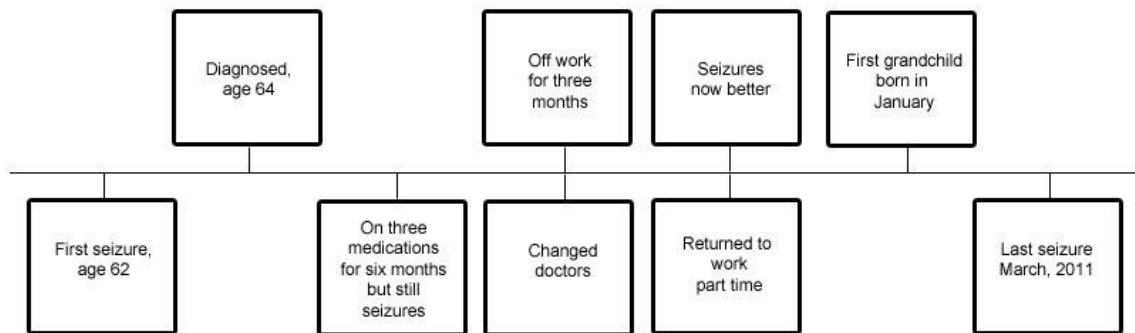 Diagnosed,
age 64
Off work
for three
months
Seizures
now better
First grandchild
born in
January
First seizure,
age 62
On three
medications
for six months
but still
seizures
Changed
doctors
Returned to
work
part time
Last seizure
March, 2011